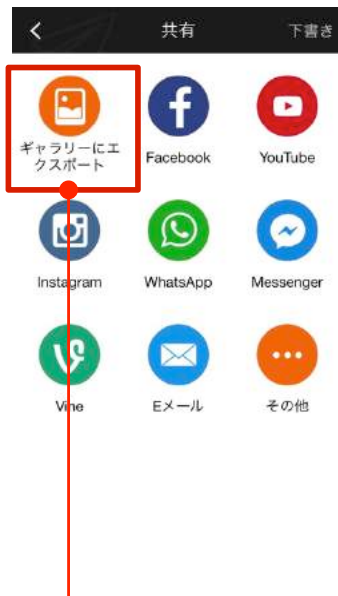 共有 下書き
ギャラリーにエ
クスポート
Facebook YouTube
Instagram WhatsApp Messenger
Vine Eメール その他